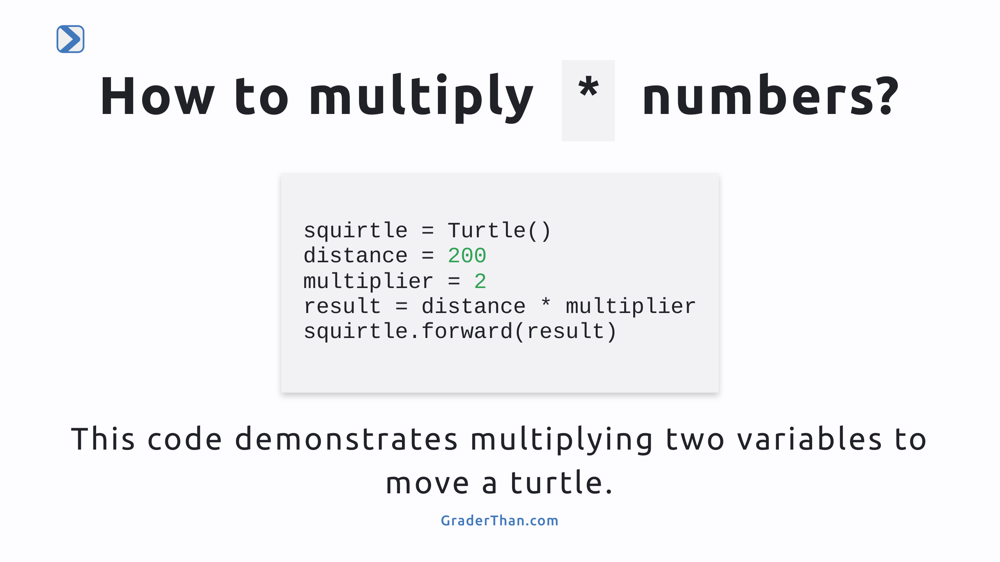 How to multiply * numbers?
squirtle = Turtle()
distance = 200
multiplier = 2
result = distance * multiplier
squirtle.forward(result)
This code demonstrates multiplying two variables to
move a turtle.
GraderThan.com